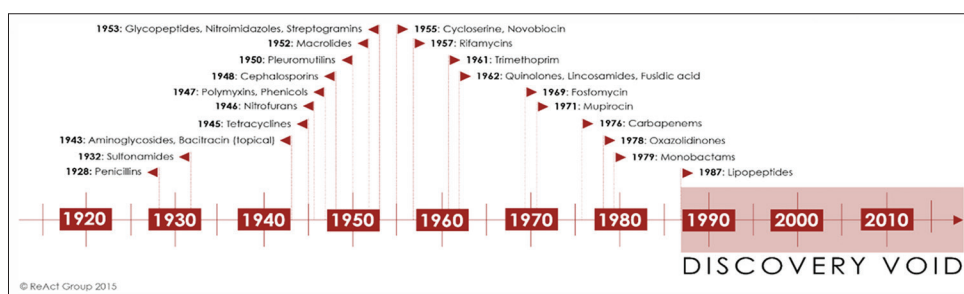 1953: Glycopeptides, Nitroimidazoles, Streptogramins
1955: Cycloserine, Novobiocin
1952: Macrolides
1957: Rifamycins
1950: Pleuromutilins
1961: Trimethoprim
1948: Cephalosporins
1962: Quinolones, Lincosamides, Fusidic acid
1947: Polymyxins, Phenicols
1969: Fosfomycin
1946: Nitrofurans
1971: Mupirocin
1945: Tetracyclines
1976: Carbapenems
1943: Aminoglycosides, Bacitracin (topical)
1978: Oxazolidinones
1932: Sulfonamides
1979: Monobactams
1928: Penicillins
1987: Lipopeptides
1920 1930 1940 1950 1960 1970 1980 1990 2000 2010
DISCOVERY VOID
© ReAct Group 2015